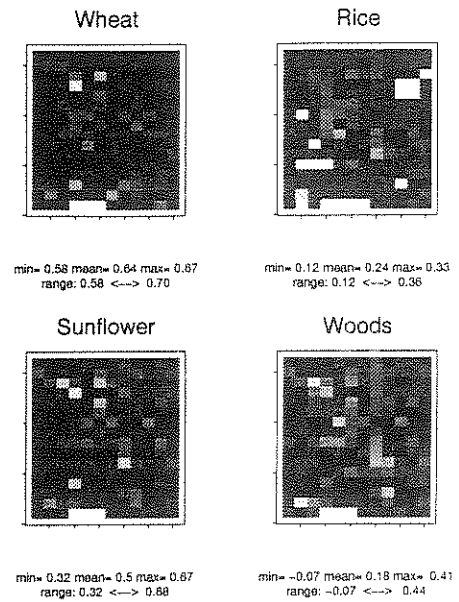 Wheat
Rice
min= 0.58 mean= 0.64 max= 0.67
range: 0.58 <---> 0.70
min= 0.12 mean= 0.24 max= 0.33
range: 0.12 <---> 0.36
Sunflower
Woods
min= 0.32 mean= 0.5 max= 0.67
range: 0.32 <---> 0.68
min= -0.07 mean= 0.18 max= 0.41
range: -0.07 <---> 0.44